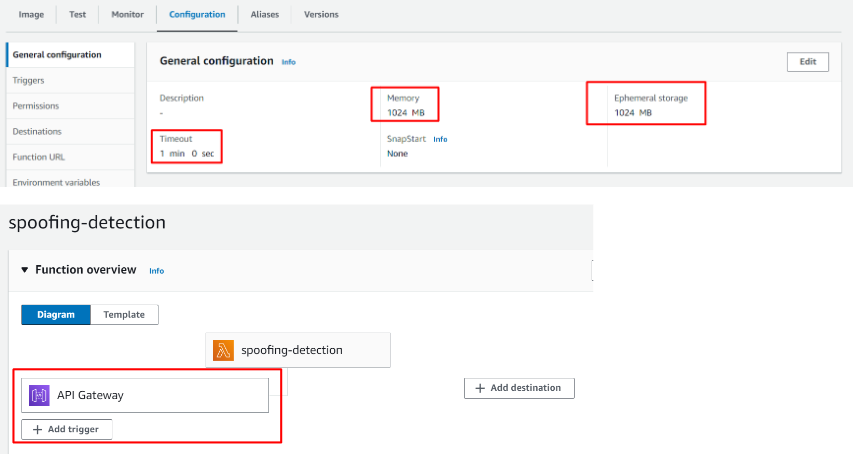 Image Test Monitor Configuration Aliases Versions
General configuration
Triggers
Permissions
Destinations
Function URL
Environment variables
General configuration Info Edit
Description
-
Memory
1024 MB
Ephemeral storage
1024 MB
Timeout
1 min 0 sec
SnapStart Info
None
spoofing-detection
Function overview Info
Diagram Template
spoofing-detection
API Gateway
+ Add destination
+ Add trigger